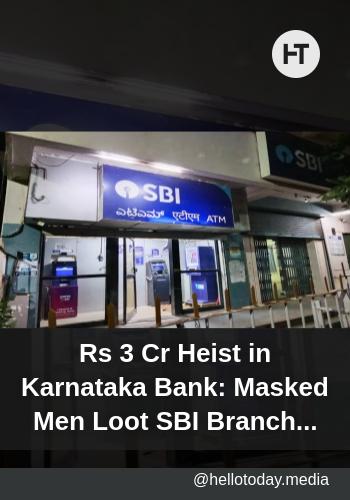 HT
SBI
SBI
ಎಟಿಎಮ್ एटीएम ATM
Rs 3 Cr Heist in
Karnataka Bank: Masked
Men Loot SBI Branch...
@hellotoday.media